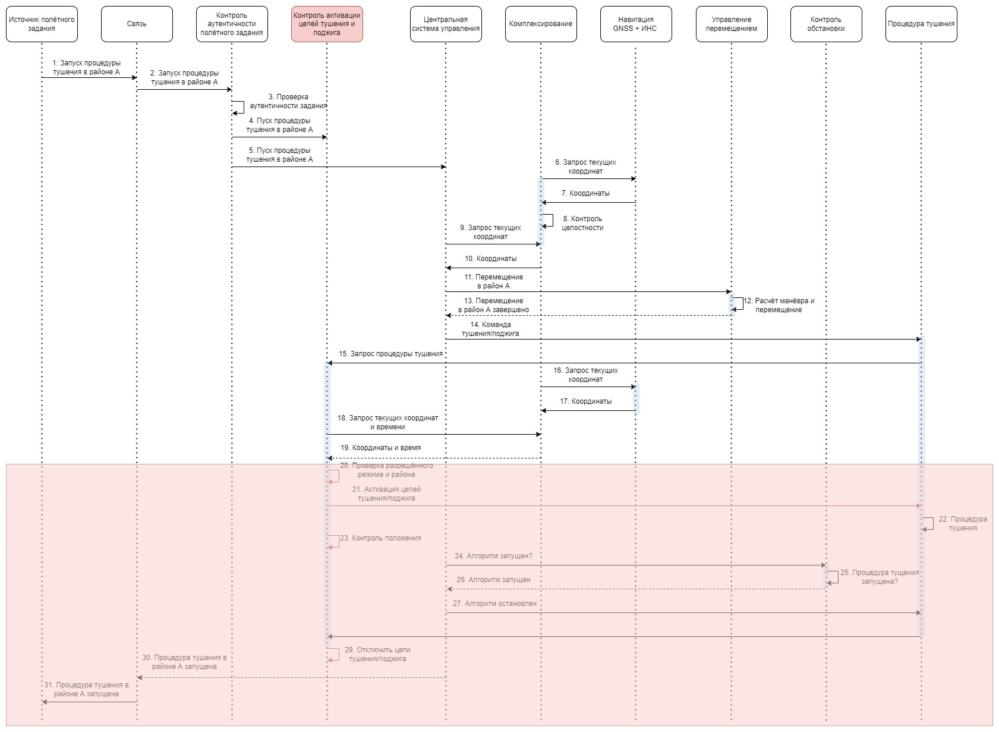 Источник полётного
задания
Связь
Контроль
аутентичности
полётного задания
Контроль активации
цепей тушения и
поджига
Центральная
система управления
Комплексирование
Навигация
GNSS + ИНС
Управление
перемещением
Контроль
обстановки
Процедура тушения
1. Запуск процедуры
тушения в районе А
2. Запуск процедуры
тушения в районе А
3. Проверка
аутентичности задания
4. Пуск процедуры
тушения в районе А
5. Пуск процедуры
тушения в районе А
6. Запрос текущих
координат
7. Координаты
8. Контроль
целостности
9. Запрос текущих
координат
10. Координаты
11. Перемещение
в район А
12. Расчёт манёвра и
перемещение
13. Перемещение
в район А завершено
14. Команда
тушения/поджига
15. Запрос процедуры тушения
16. Запрос текущих
координат
17. Координаты
18. Запрос текущих координат
и времени
19. Координаты и время
20. Проверка разрешённого
режима и района
21. Активация цепей
тушения/поджига
22. Процедура
тушения
23. Контроль положения
24. Алгоритм запущен?
25. Процедура тущения
запущена?
26. Алгоритм запущен
27. Алгоритм остановлен
29. Отключить цепи
тушения/поджига
30. Процедура тушения в
районе А запущена
31. Процедура тушения в
районе А запущена